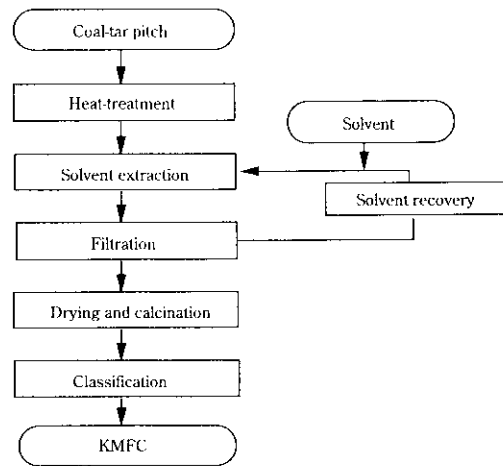 Coal-tar pitch
Heat-treatment
Solvent
Solvent extraction
Solvent recovery
Filtration
Drying and calcination
Classification
KMFC